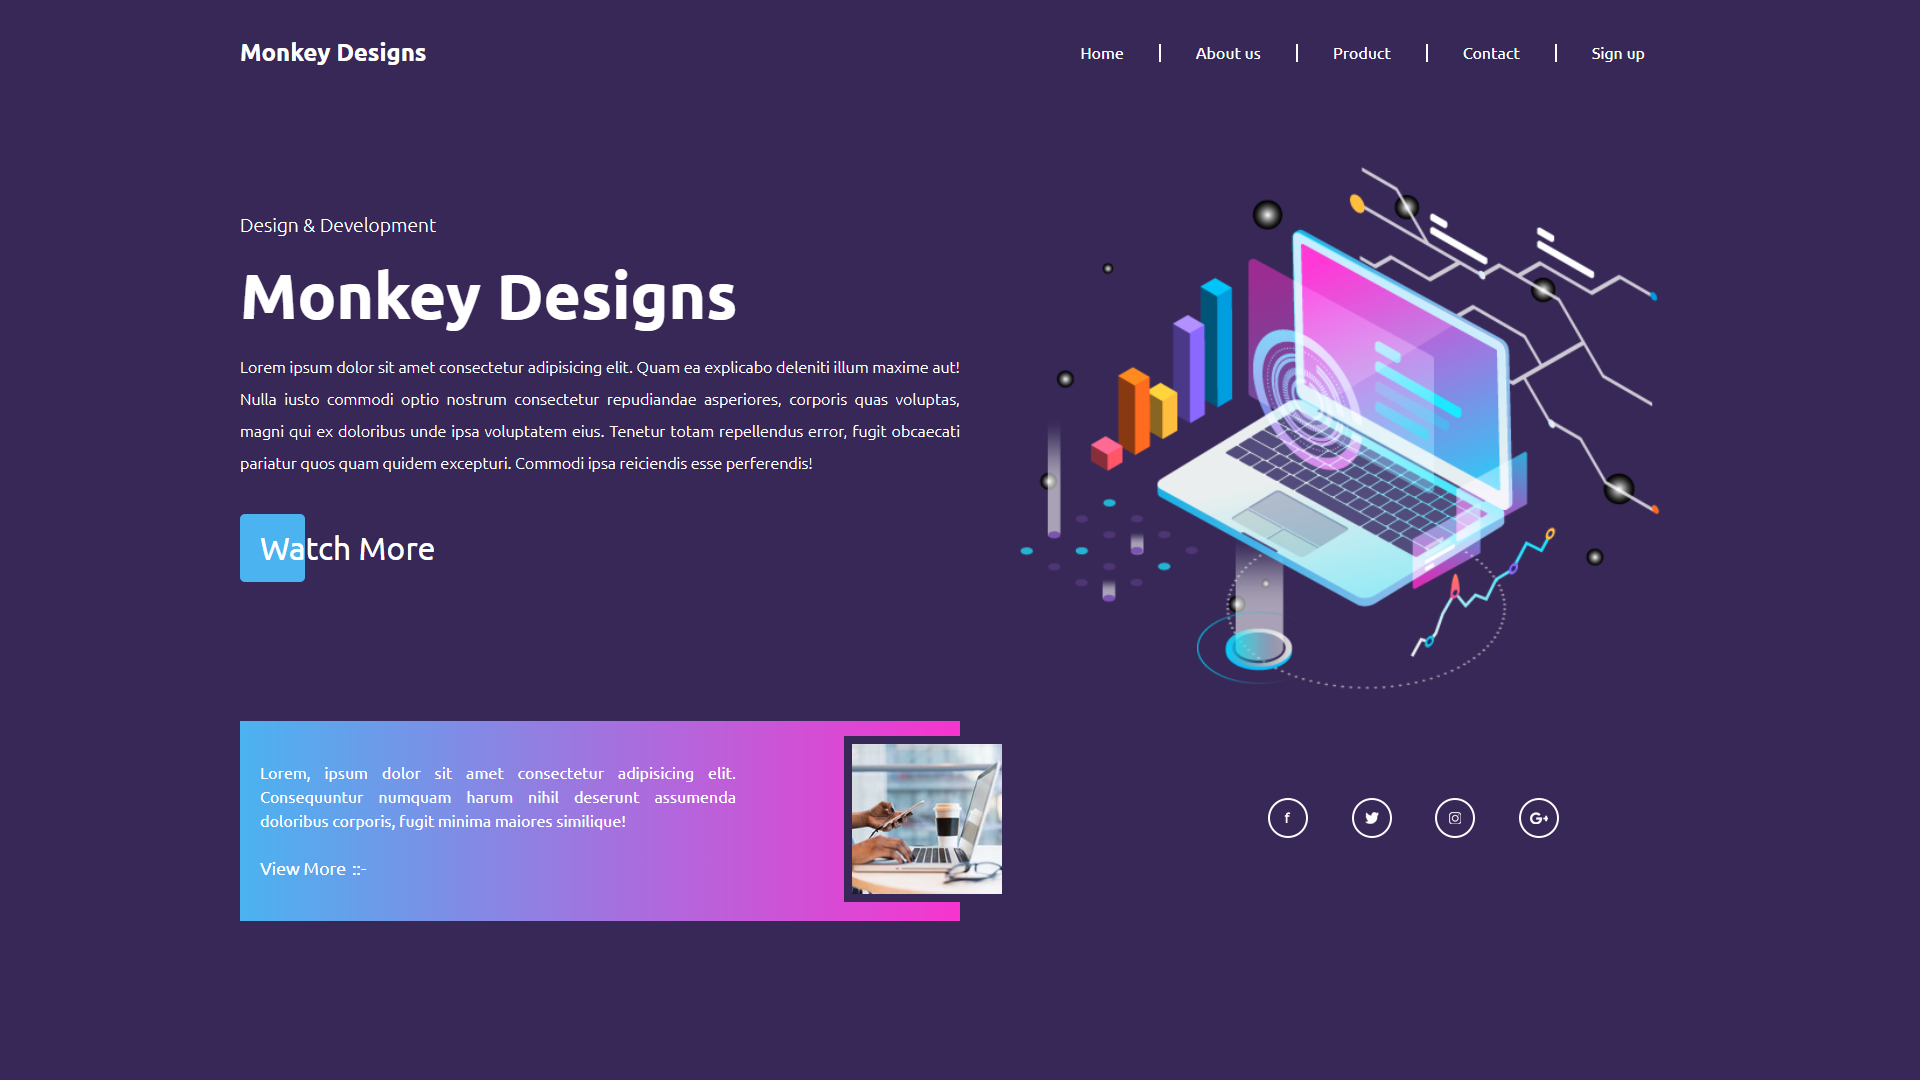 Monkey Designs
Home
About us
Product
Contact
Sign up
Design & Development
Monkey Designs
Lorem ipsum dolor sit amet consectetur adipisicing elit. Quam ea explicabo deleniti illum maxime aut!
Nulla iusto commodi optio nostrum consectetur repudiandae asperiores, corporis quas voluptas,
magni qui ex doloribus unde ipsa voluptatem eius. Tenetur totam repellendus error, fugit obcaecati
pariatur quos quam quidem excepturi. Commodi ipsa reiciendis esse perferendis!
Watch More
Lorem, ipsum dolor sit amet consectetur adipisicing elit.
Consequuntur numquam harum nihil deserunt assumenda
doloribus corporis, fugit minima maiores similique!
View More ::-
f
G+